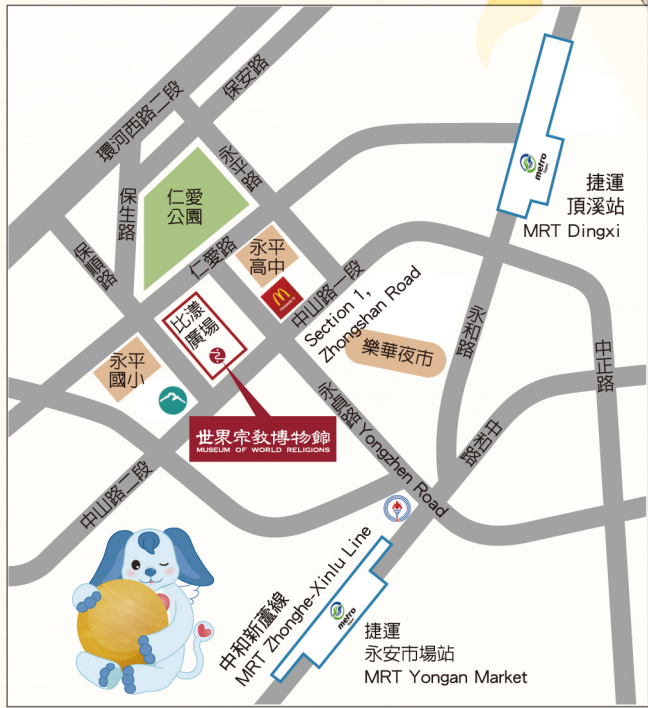 環河西路二段
保安路
永平路
保生路
仁愛
公園
保順路
仁愛路
永平
高中
中山路一段
Section 1,
Zhongshan Road
metro
捷運
頂溪站
MRT Dingxi
比漾
廣場
永平
國小
樂華夜市
永和路
中正路
世界宗教博物館
MUSEUM OF WORLD RELIGIONS
永貞路 Yongzhen Road
中和路
中山路二段
中和新蘆線
MRT Zhonghe-Xinlu Line
metro
捷運
永安市場站
MRT Yongan Market